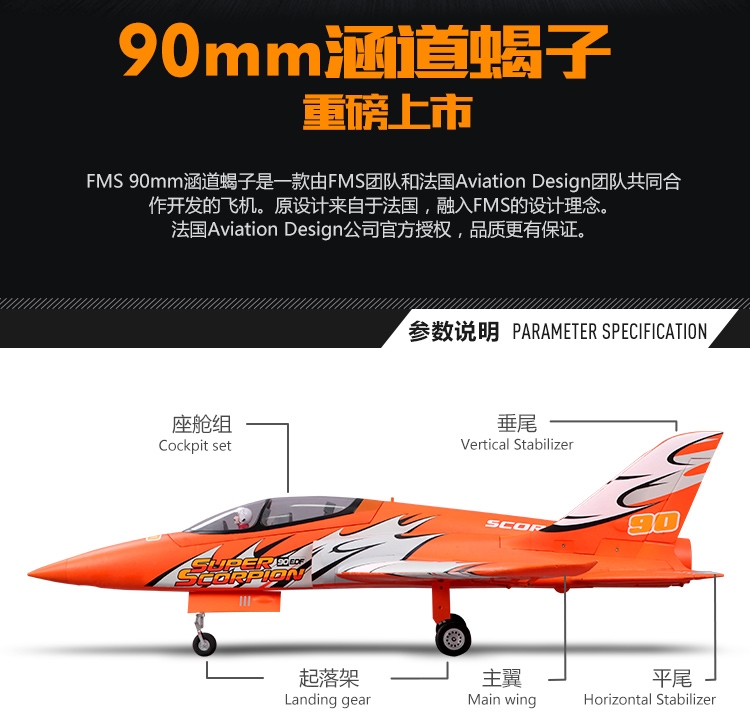 90mm涵道蝎子
重磅上市
FMS 90mm涵道蝎子是一款由FMS团队和法国Aviation Design团队共同合
作开发的飞机。原设计来自于法国，融入FMS的设计理念。
法国Aviation Design公司官方授权，品质更有保证。
参数说明 PARAMETER SPECIFICATION
座舱组
Cockpit set
垂尾
Vertical Stabilizer
SCOR
90
SUPER 90 EDF
SCORPION
起落架
Landing gear
主翼
Main wing
平尾
Horizontal Stabilizer